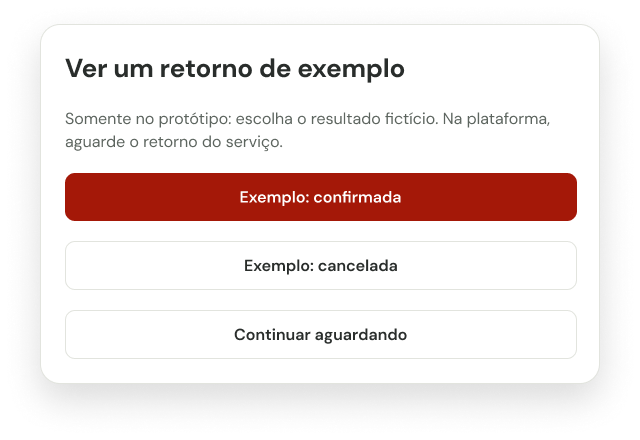 Ver um retorno de exemplo
Somente no protótipo: escolha o resultado fictício. Na plataforma,
aguarde o retorno do serviço.
Exemplo: confirmada
Exemplo: cancelada
Continuar aguardando